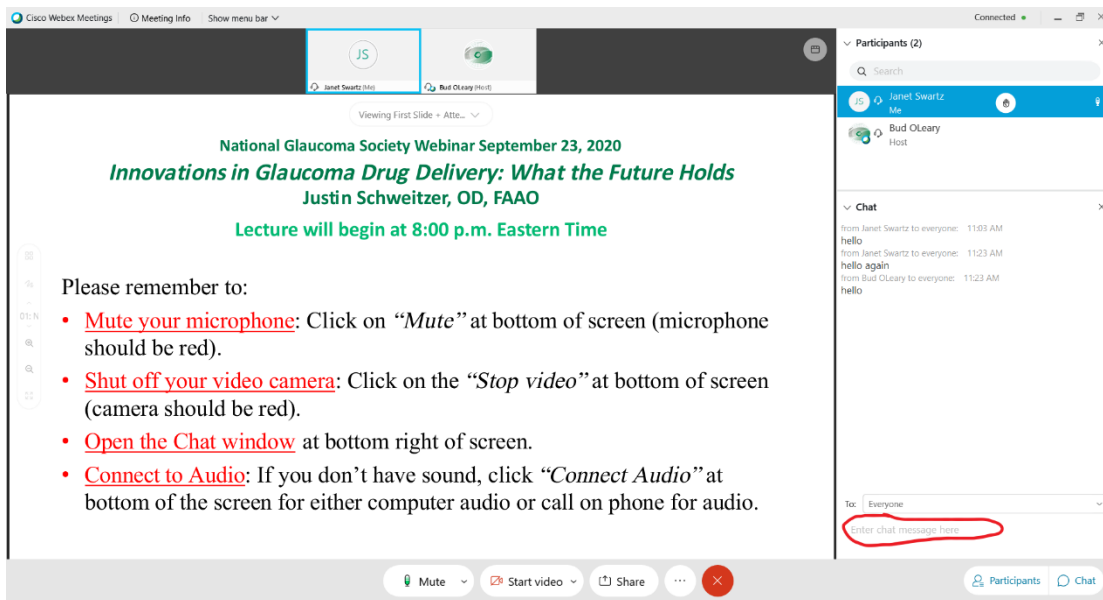 Cisco Webex Meetings
Meeting Info
Show menu bar
Connected
JS
Janet Swartz (Me)
Bud OLeary (Host)
Viewing First Slide + Atte...
National Glaucoma Society Webinar September 23, 2020
Innovations in Glaucoma Drug Delivery: What the Future Holds
Justin Schweitzer, OD, FAAO
Lecture will begin at 8:00 p.m. Eastern Time
01: N
Please remember to:
• Mute your microphone: Click on “Mute” at bottom of screen (microphone
should be red).
• Shut off your video camera: Click on the “Stop video” at bottom of screen
(camera should be red).
• Open the Chat window at bottom right of screen.
• Connect to Audio: If you don’t have sound, click “Connect Audio” at
bottom of the screen for either computer audio or call on phone for audio.
Participants (2)
Search
JS
Janet Swartz
Me
Bud OLeary
Host
Chat
from Janet Swartz to everyone: 11:03 AM
hello
from Janet Swartz to everyone: 11:23 AM
hello again
from Bud OLeary to everyone: 11:23 AM
hello
To: Everyone
Enter chat message here
Mute
Start video
Share
...
Participants
Chat